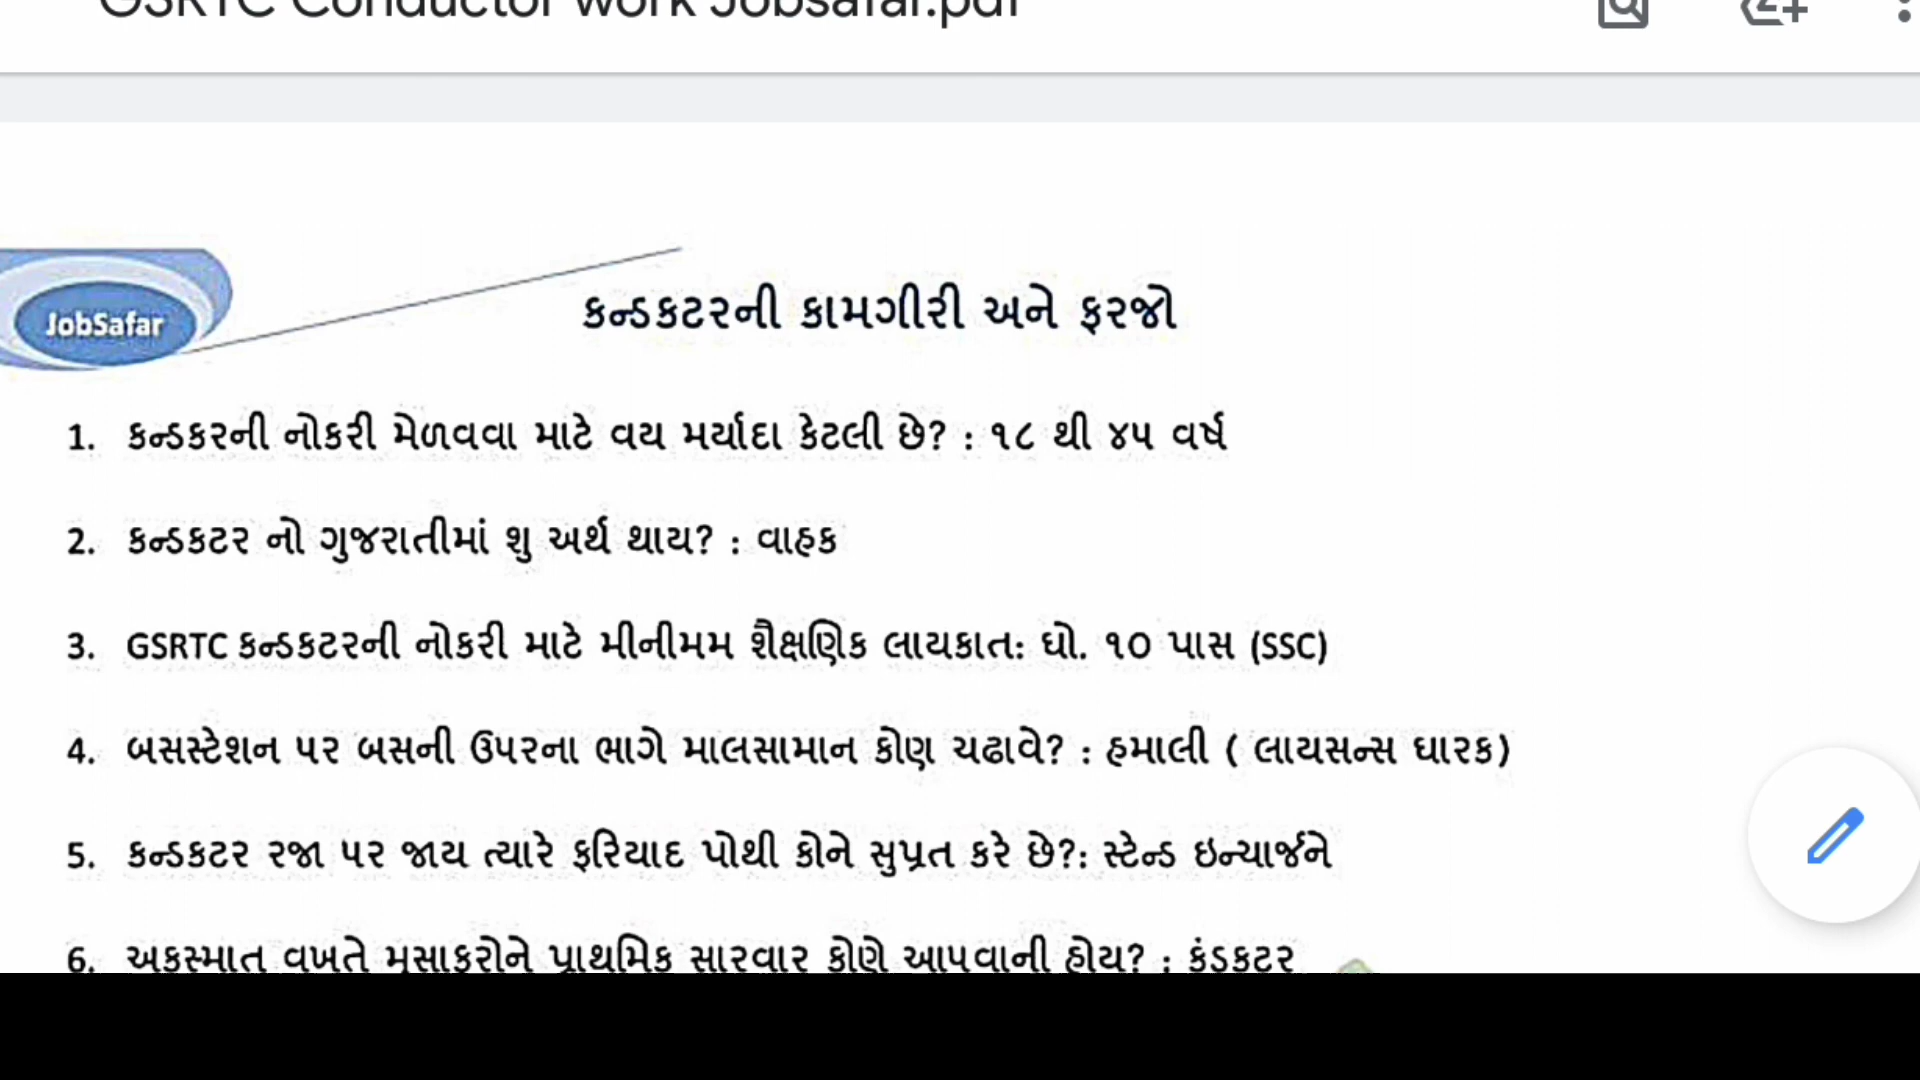 GSRTC Conductor work Jobsafar.pdf
JobSafar
કન્ડકટરની કામગીરી અને ફરજો
1. કન્ડકરની નોકરી મેળવવા માટે વય મર્યાદા કેટલી છે? : ૧૮ થી ૪૫ વર્ષ
2. કન્ડકટર નો ગુજરાતીમાં શુ અર્થ થાય? : વાહક
3. GSRTC કન્ડકટરની નોકરી માટે મીનીમમ શૈક્ષણિક લાયકાત: ધો. ૧૦ પાસ (SSC)
4. બસસ્ટેશન પર બસની ઉપરના ભાગે માલસામાન કોણ ચઢાવે? : હમાલી ( લાયસન્સ ધારક)
5. કન્ડકટર રજા પર જાય ત્યારે ફરિયાદ પોથી કોને સુપ્રત કરે છે?: સ્ટેન્ડ ઇન્ચાર્જને
6. અકસ્માત વખતે મુસાફરોને પ્રાથમિક સારવાર કોણે આપવાની હોય? : કંડકટર